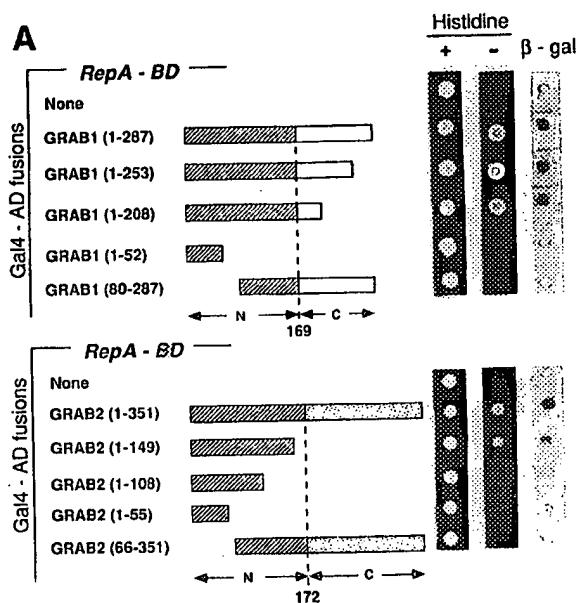 A
Histidine
+ - β - gal
RepA - BD
Gal4 - AD fusions
None
GRAB1 (1-287)
GRAB1 (1-253)
GRAB1 (1-208)
GRAB1 (1-52)
GRAB1 (80-287)
N C
169
RepA - BD
Gal4 - AD fusions
None
GRAB2 (1-351)
GRAB2 (1-149)
GRAB2 (1-108)
GRAB2 (1-55)
GRAB2 (66-351)
N C
172